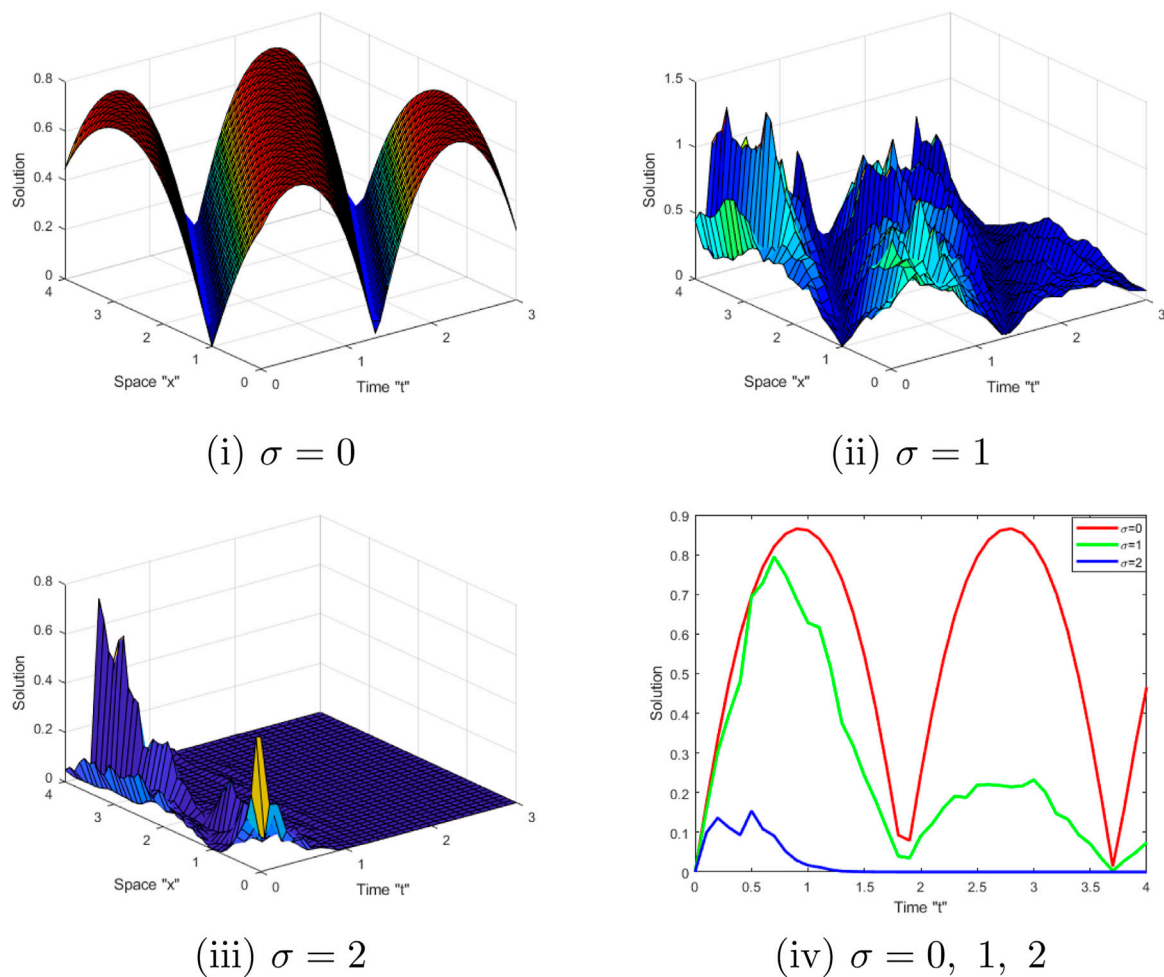 0.8
0.6
0.4
0.2
0
Solution
4
3
2
1
0
Space "x"
0
1
2
3
Time "t"
(i) σ = 0
1.5
1
0.5
0
Solution
4
3
2
1
0
Space "x"
0
1
2
3
Time "t"
(ii) σ = 1
0.8
0.6
0.4
0.2
0
Solution
4
3
2
1
0
Space "x"
0
1
2
3
Time "t"
(iii) σ = 2
0.9
0.8
0.7
0.6
0.5
0.4
0.3
0.2
0.1
0
Solution
σ=0
σ=1
σ=2
0 0.5 1 1.5 2 2.5 3 3.5 4
Time "t"
(iv) σ = 0, 1, 2